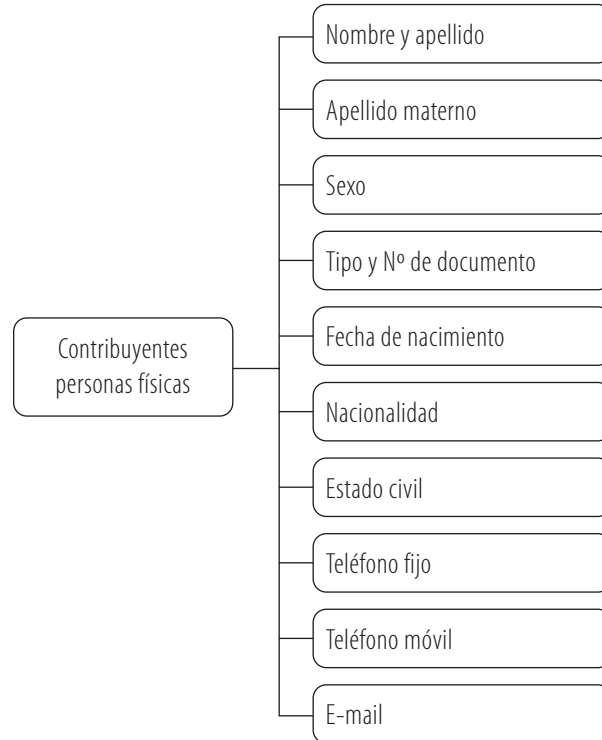 Nombre y apellido
Apellido materno
Sexo
Tipo y Nº de documento
Contribuyentes
personas físicas
Fecha de nacimiento
Nacionalidad
Estado civil
Teléfono fijo
Teléfono móvil
E-mail